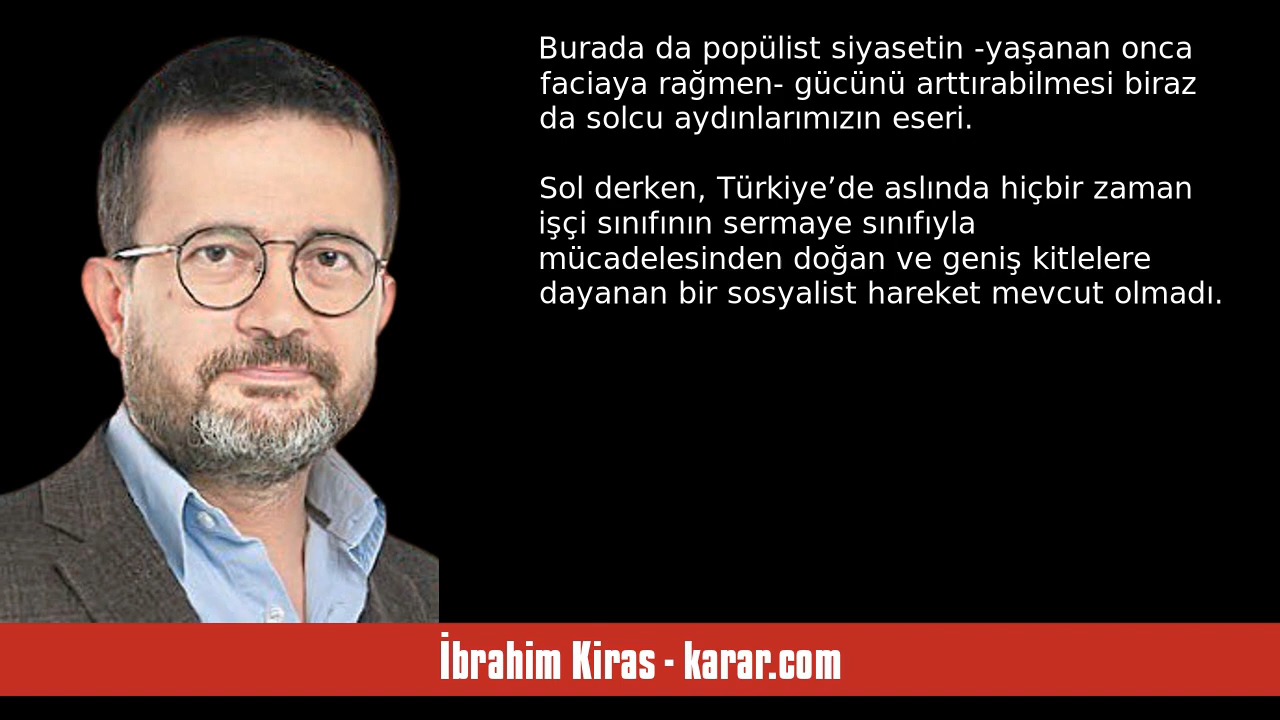 Burada da popülist siyasetin -yaşanan onca
faciaya rağmen- gücünü arttırabilmesi biraz
da solcu aydınlarımızın eseri.
Sol derken, Türkiye’de aslında hiçbir zaman
işçi sınıfının sermaye sınıfıyla
mücadelesinden doğan ve geniş kitlelere
dayanan bir sosyalist hareket mevcut olmadı.
İbrahim Kiras - karar.com